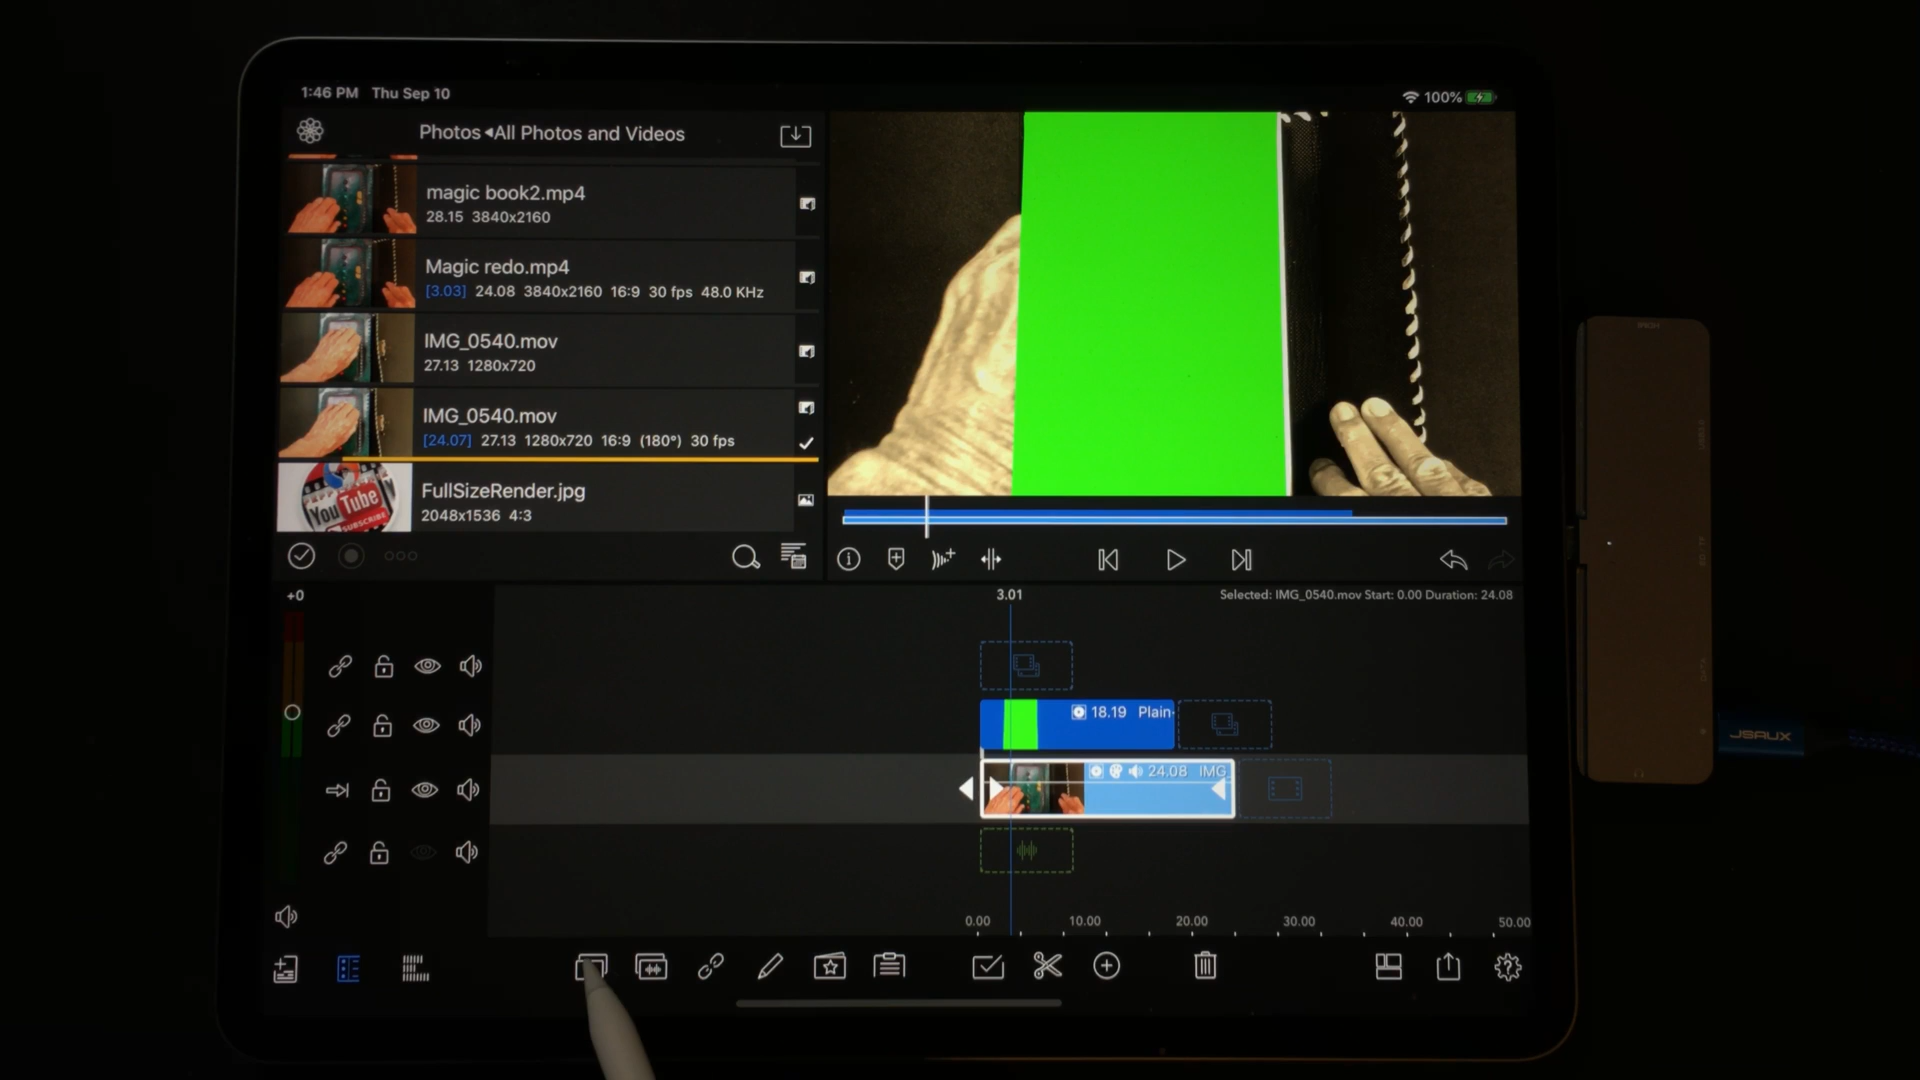 1:46 PM Thu Sep 10
100%
Photos All Photos and Videos
magic book2.mp4
28.15 3840x2160
Magic redo.mp4
[3.03] 24.08 3840x2160 16:9 30 fps 48.0 KHz
IMG_0540.mov
27.13 1280x720
IMG_0540.mov
[24.07] 27.13 1280x720 16:9 (180°) 30 fps
You Tube
SUBSCRIBE
FullSizeRender.jpg
2048x1536 4:3
+0
3.01
Selected: IMG_0540.mov Start: 0.00 Duration: 24.08
18.19 Plain-
24.08 IMG_
0.00 10.00 20.00 30.00 40.00 50.00
JSAUX